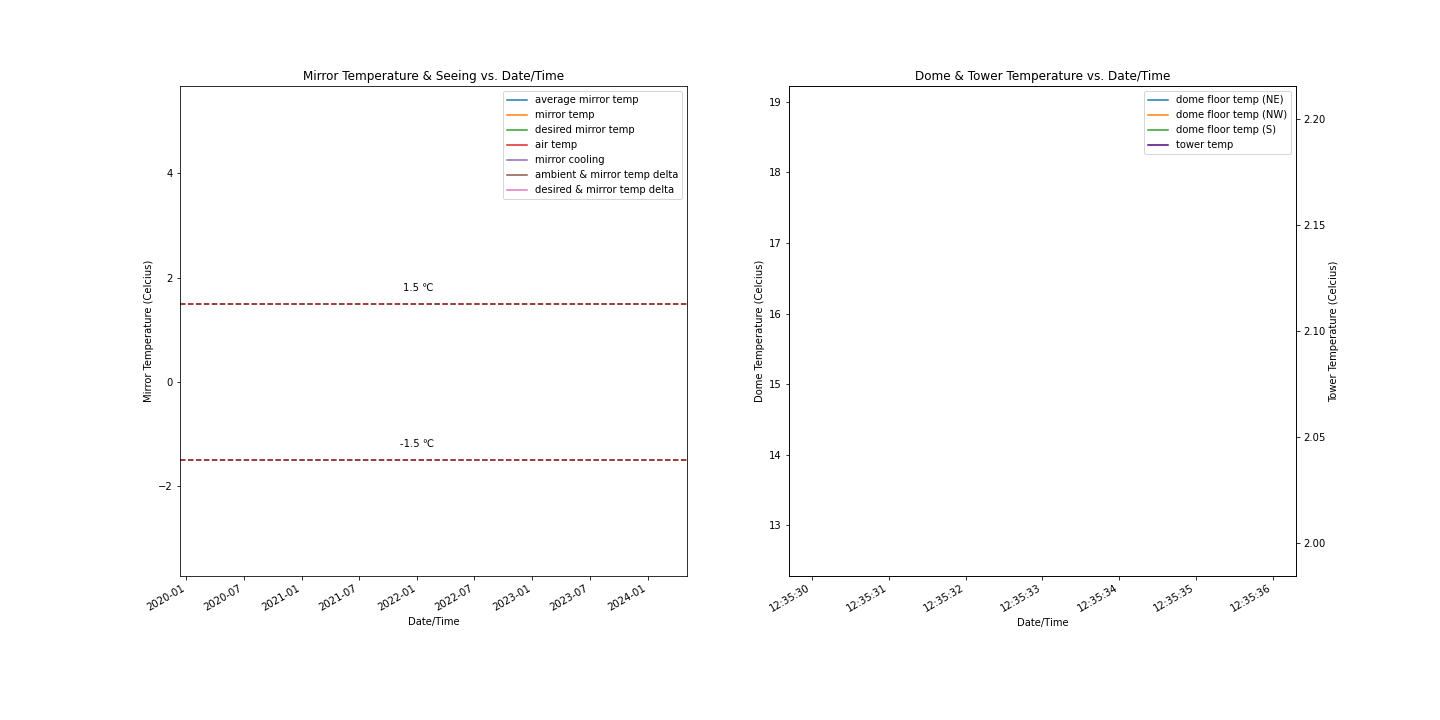 Mirror Temperature & Seeing vs. Date/Time
average mirror temp
mirror temp
desired mirror temp
air temp
mirror cooling
ambient & mirror temp delta
desired & mirror temp delta
4
2
0
−2
1.5 °C
-1.5 °C
Mirror Temperature (Celcius)
2020-01
2020-07
2021-01
2021-07
2022-01
2022-07
2023-01
2023-07
2024-01
Date/Time
Dome & Tower Temperature vs. Date/Time
dome floor temp (NE)
dome floor temp (NW)
dome floor temp (S)
tower temp
19
18
17
16
15
14
13
Dome Temperature (Celcius)
2.20
2.15
2.10
2.05
2.00
Tower Temperature (Celcius)
12:35:30
12:35:31
12:35:32
12:35:33
12:35:34
12:35:35
12:35:36
Date/Time